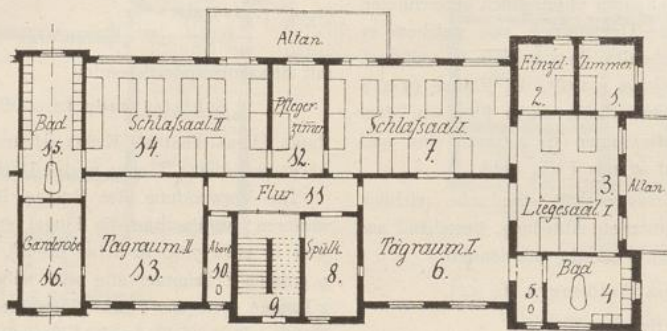 Altan.
Einzel-
2.
Zimmer
1.
Bad
15.
Schlafsaal.II
14.
Pfleger-
zimmer
12.
Schlafsaal I.
7.
3.
Liegesaal I
Altan.
Flur. 11
Garderobe
16.
Tagraum.II
13.
Abort
10.
9
Spülk.
8.
Tagraum I.
6.
5.
Bad
4